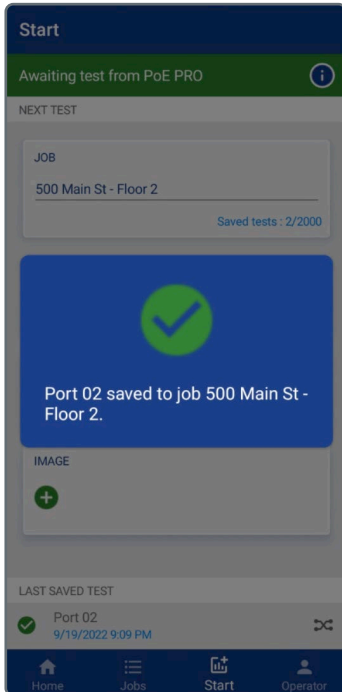 Start
Awaiting test from PoE PRO
NEXT TEST
JOB
500 Main St - Floor 2
Saved tests : 2/2000
Port 02 saved to job 500 Main St -
Floor 2.
IMAGE
LAST SAVED TEST
Port 02
9/19/2022 9:09 PM
Home
Jobs
Start
Operator